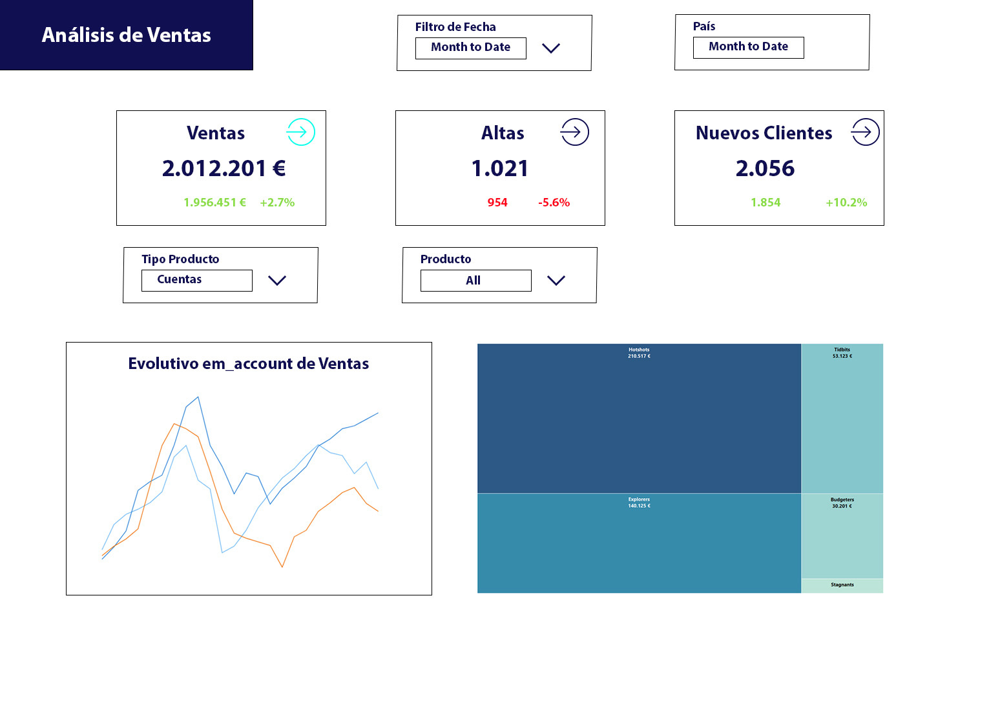 Análisis de Ventas
Filtro de Fecha
Month to Date
País
Month to Date
Ventas
2.012.201 €
1.956.451 € +2.7%
Altas
1.021
954 -5.6%
Nuevos Clientes
2.056
1.854 +10.2%
Tipo Producto
Cuentas
Producto
All
Evolutivo em_account de Ventas
Hotshots
210.517 €
Tidbits
53.123 €
Explorers
140.125 €
Budgeters
30.201 €
Stagnants